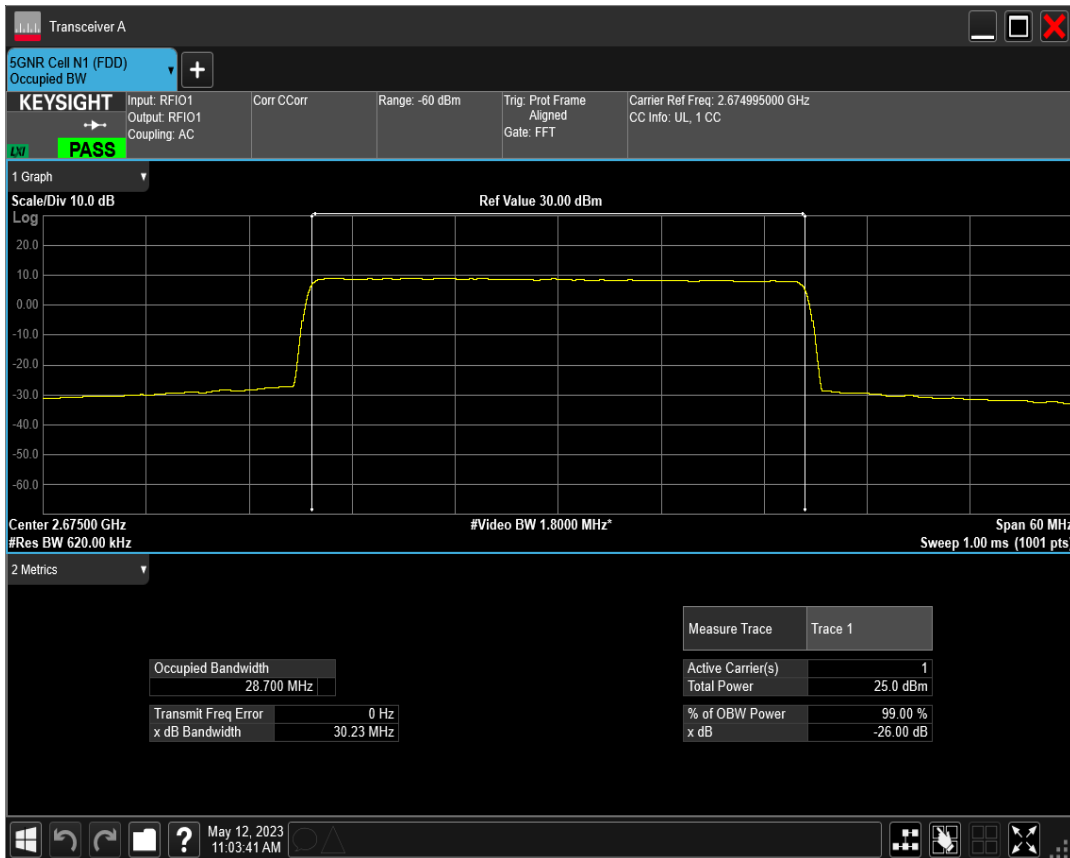 Transceiver A
5GNR Cell N1 (FDD)
Occupied BW
+
KEYSIGHT
LXI
PASS
Input: RFIO1
Output: RFIO1
Coupling: AC
Corr CCorr
Range: -60 dBm
Trig: Prot Frame
Aligned
Gate: FFT
Carrier Ref Freq: 2.674995000 GHz
CC Info: UL, 1 CC
1 Graph
Scale/Div 10.0 dB
Ref Value 30.00 dBm
Log
20.0
10.0
0.00
-10.0
-20.0
-30.0
-40.0
-50.0
-60.0
Center 2.67500 GHz
#Video BW 1.8000 MHz*
Span 60 MHz
#Res BW 620.00 kHz
Sweep 1.00 ms (1001 pts)
2 Metrics
Measure Trace Trace 1
Occupied Bandwidth
28.700 MHz
Transmit Freq Error 0 Hz
x dB Bandwidth 30.23 MHz
Active Carrier(s) 1
Total Power 25.0 dBm
% of OBW Power 99.00 %
x dB -26.00 dB
?
May 12, 2023
11:03:41 AM